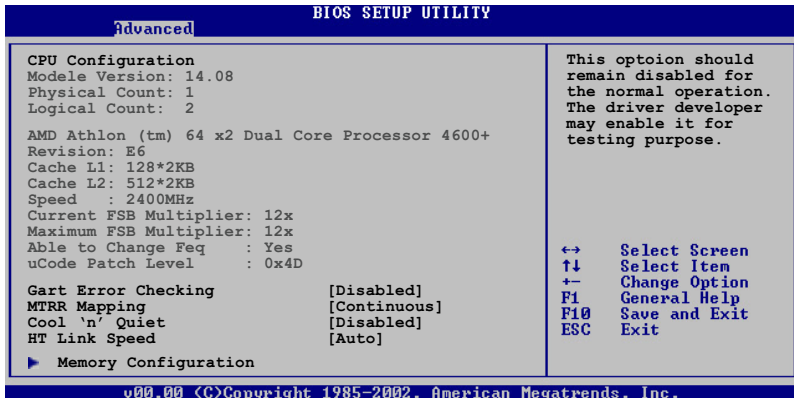 BIOS SETUP UTILITY
Advanced
CPU Configuration
Modele Version: 14.08
Physical Count: 1
Logical Count: 2
AMD Athlon (tm) 64 x2 Dual Core Processor 4600+
Revision: E6
Cache L1: 128*2KB
Cache L2: 512*2KB
Speed : 2400MHz
Current FSB Multiplier: 12x
Maximum FSB Multiplier: 12x
Able to Change Feq : Yes
uCode Patch Level : 0x4D
Gart Error Checking [Disabled]
MTRR Mapping [Continuous]
Cool ‘n’ Quiet [Disabled]
HT Link Speed [Auto]
Memory Configuration
This optoion should
remain disabled for
the normal operation.
The driver developer
may enable it for
testing purpose.
←→ Select Screen
↑↓ Select Item
+- Change Option
F1 General Help
F10 Save and Exit
ESC Exit
v00.00 (C)Copyright 1985-2002, American Megatrends, Inc.